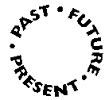 PAST · FUTURE · PRESENT ·